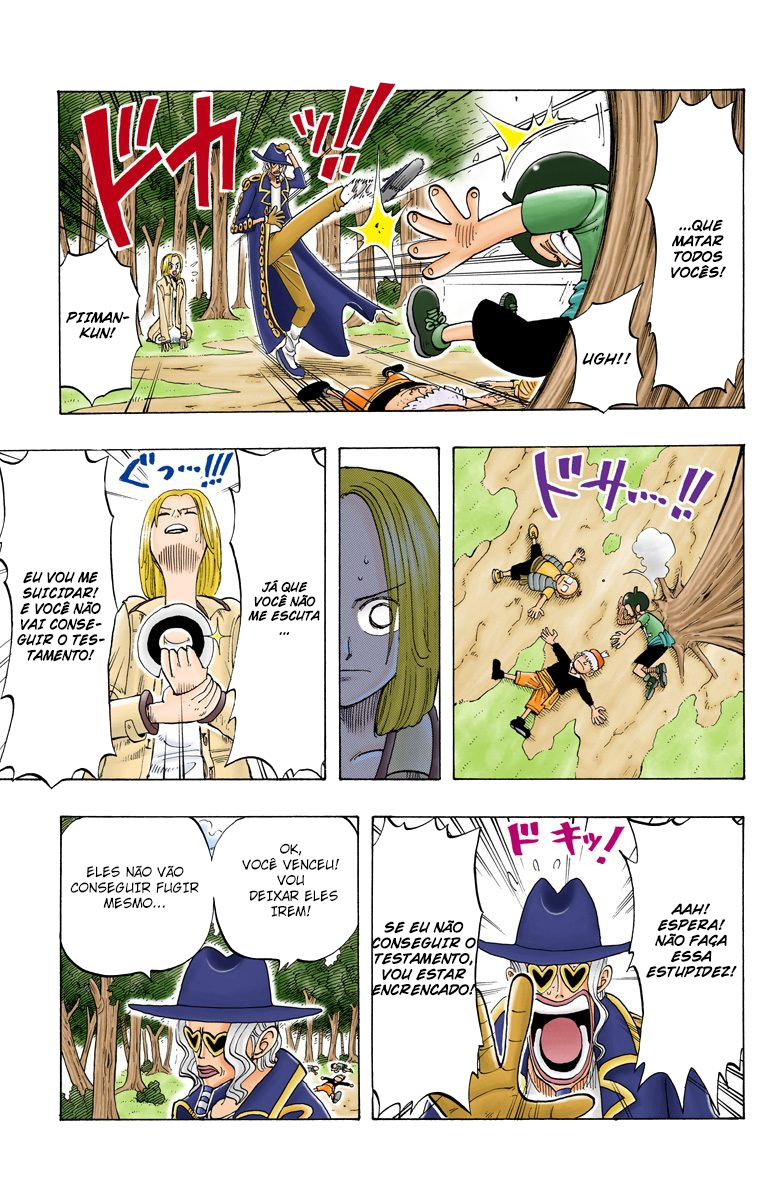 ...QUE
MATAR
TODOS
VOCÊS!
ドカッ!!
UGH!!
PIIMAN-
KUN!
ドサ....!!
JÁ QUE
VOCÊ NÃO
ME ESCUTA
...
ぐっ...!!!
EU VOU ME
SUICIDAR!
E VOCÊ NÃO
VAI CONSE-
GUIR O TES-
TAMENTO!
ドキッ!
AAH!
ESPERA!
NÃO FAÇA
ESSA
ESTUPIDEZ!
SE EU NÃO
CONSEGUIR O
TESTAMENTO,
VOU ESTAR
ENCRENCADO!
OK,
VOCÊ VENCEU!
VOU
DEIXAR ELES
IREM!
ELES NÃO VÃO
CONSEGUIR FUGIR
MESMO...